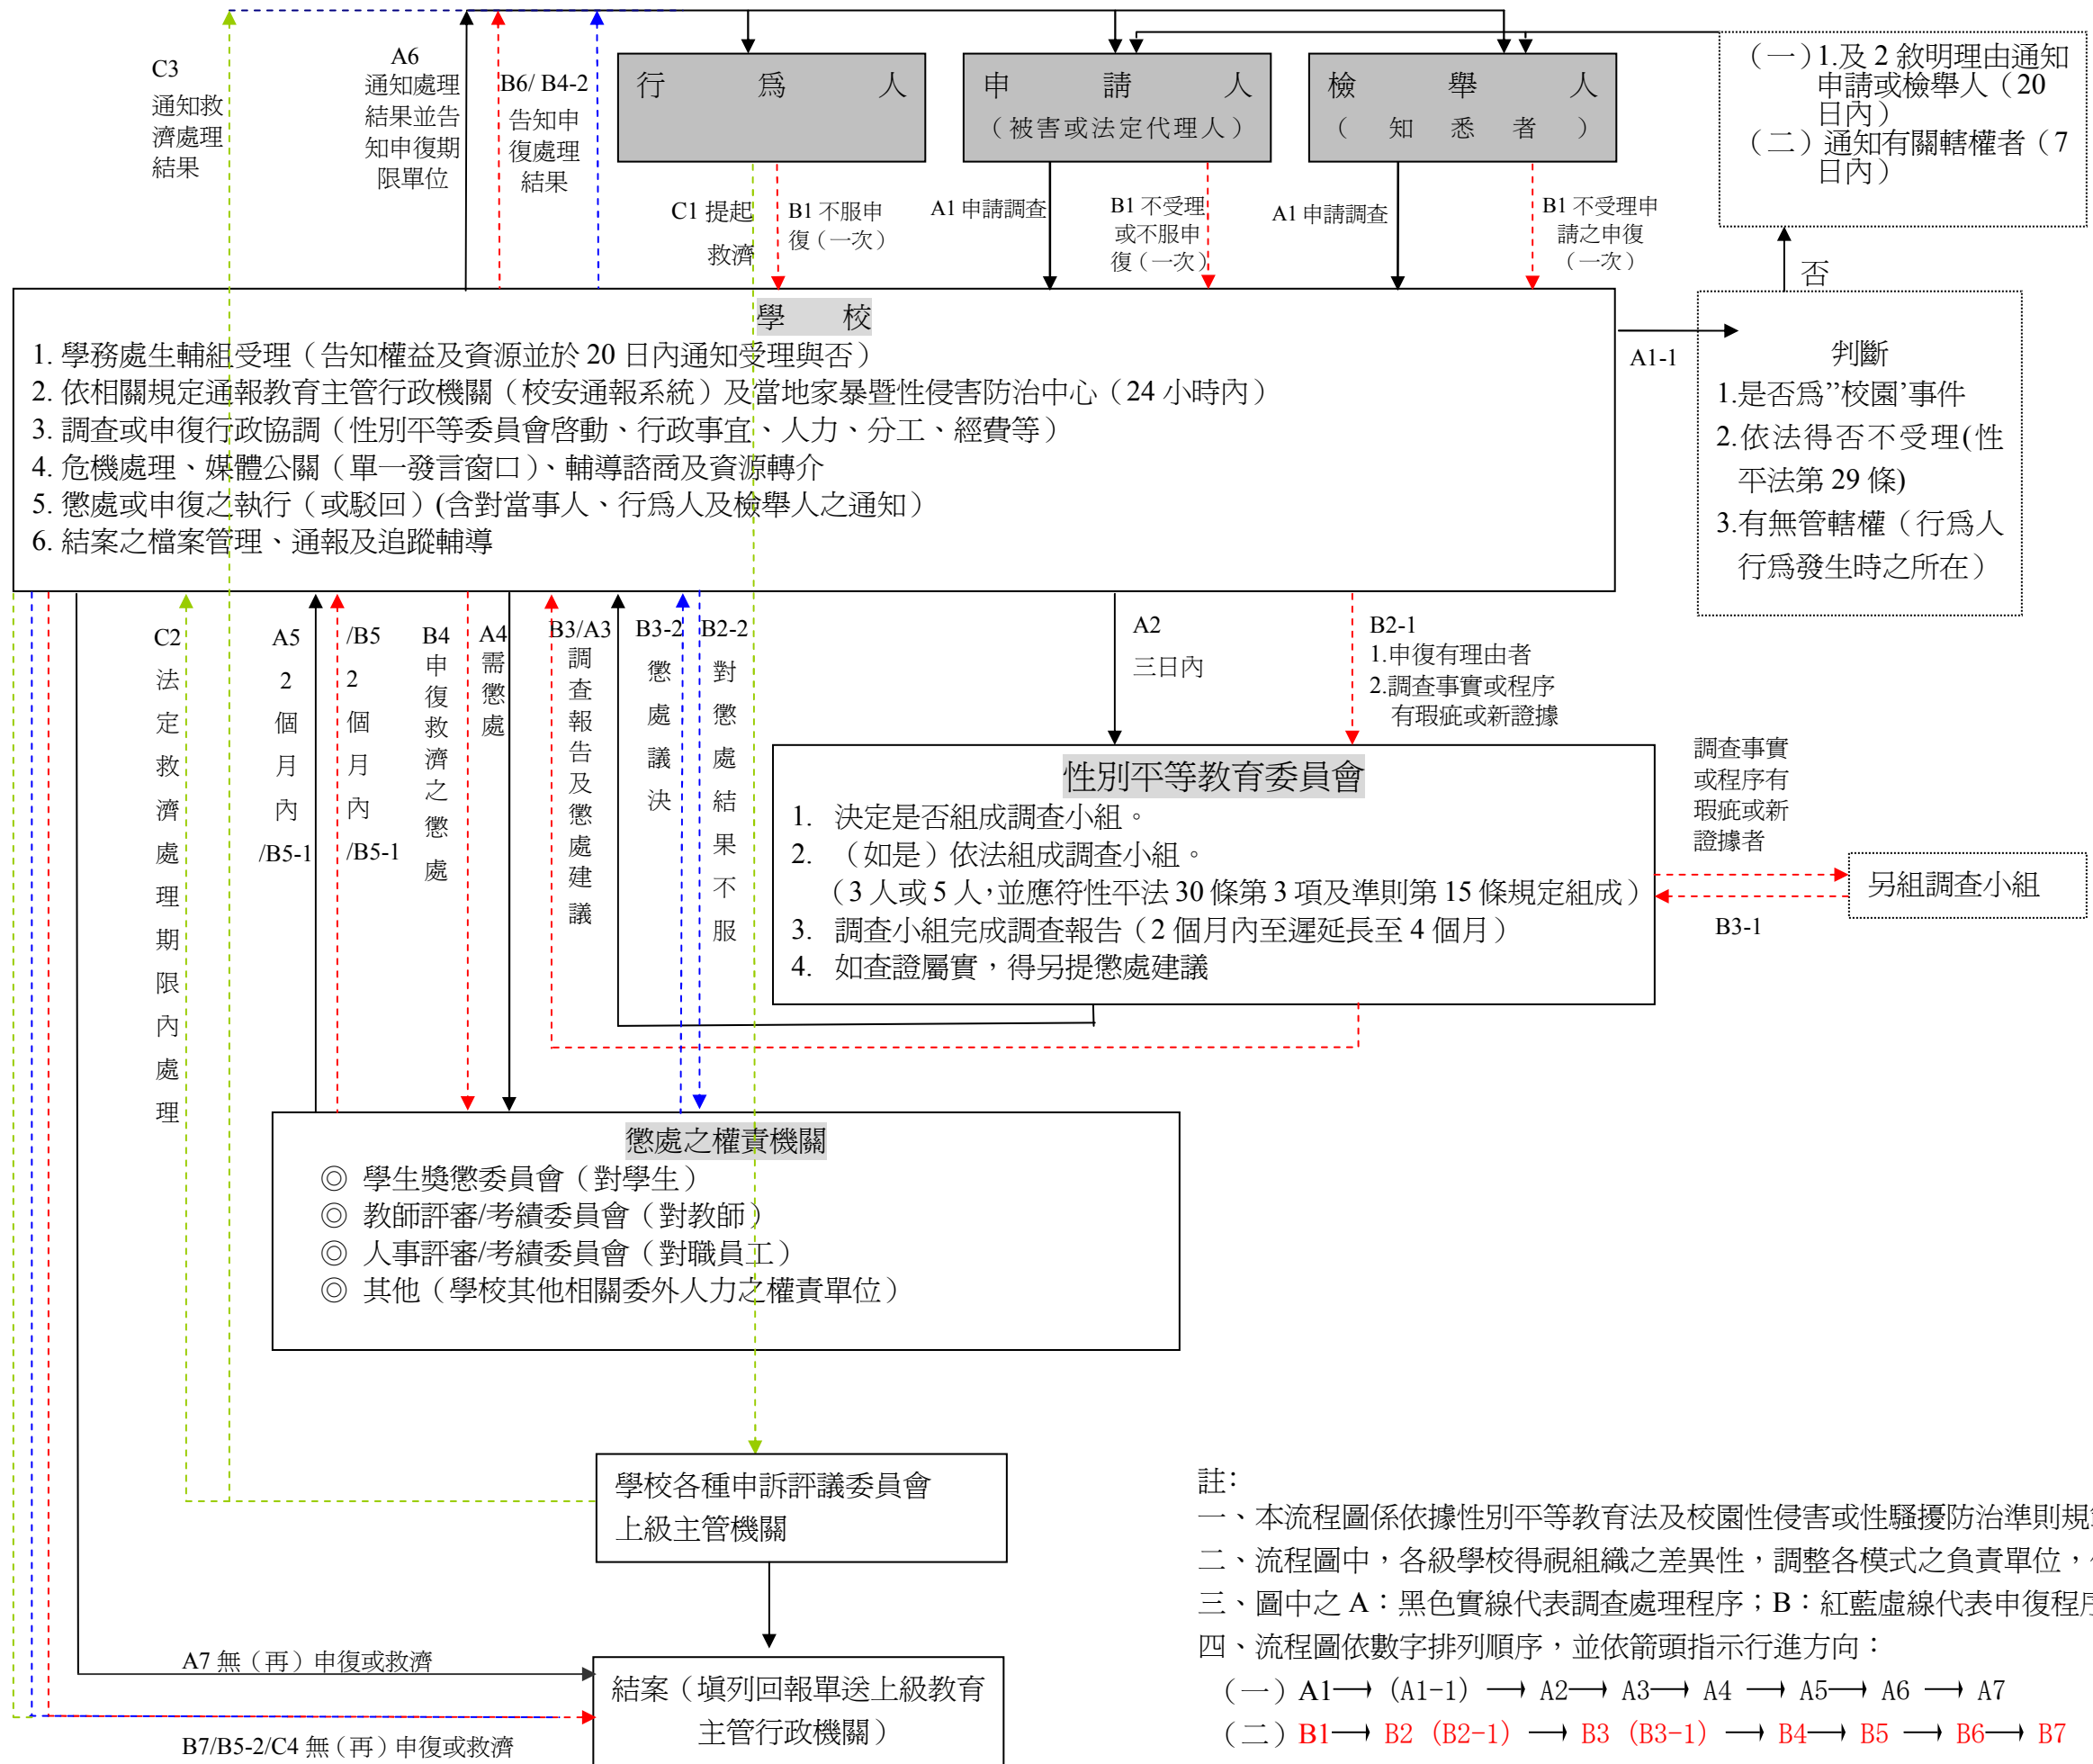 C3
通知救
濟處理
結果
A6
通知處理
結果並告
知申復期
限單位
B6/ B4-2
告知申
復處理
結果
行 為 人
申 請 人
（被害或法定代理人）
檢 舉 人
（ 知 悉 者 ）
（一）1.及 2 敘明理由通知
申請或檢舉人（20
日內）
（二）通知有關轄權者（7
日內）
C1 提起
救濟
B1 不服申
復（一次）
A1 申請調查
B1 不受理
或不服申
復（一次）
A1 申請調查
B1 不受理申
請之申復
（一次）
否
學 校
1. 學務處生輔組受理（告知權益及資源並於 20 日內通知受理與否）
2. 依相關規定通報教育主管行政機關（校安通報系統）及當地家暴暨性侵害防治中心（24 小時內）
3. 調查或申復行政協調（性別平等委員會啟動、行政事宜、人力、分工、經費等）
4. 危機處理、媒體公關（單一發言窗口）、輔導諮商及資源轉介
5. 懲處或申復之執行（或駁回）(含對當事人、行為人及檢舉人之通知）
6. 結案之檔案管理、通報及追蹤輔導
A1-1
判斷
1.是否為”校園’事件
2.依法得否不受理(性
平法第 29 條)
3.有無管轄權（行為人
行為發生時之所在）
C2
法定救濟處理期限內處理
A5
2
個月內
/B5-1
/B5
2
個月內
/B5-1
B4
申復救濟之懲處
A4
需懲處
B3/A3
調查報告及懲處建議
B3-2
懲處議決
B2-2
對懲處結果不服
A2
三日內
B2-1
1.申復有理由者
2.調查事實或程序
有瑕疵或新證據
性別平等教育委員會
1. 決定是否組成調查小組。
2. （如是）依法組成調查小組。
（3 人或 5 人，並應符性平法 30 條第 3 項及準則第 15 條規定組成）
3. 調查小組完成調查報告（2 個月內至遲延長至 4 個月）
4. 如查證屬實，得另提懲處建議
調查事實
或程序有
瑕疵或新
證據者
另組調查小組
B3-1
懲處之權責機關
◎ 學生獎懲委員會（對學生）
◎ 教師評審/考績委員會（對教師）
◎ 人事評審/考績委員會（對職員工）
◎ 其他（學校其他相關委外人力之權責單位）
學校各種申訴評議委員會
上級主管機關
A7 無（再）申復或救濟
結案（填列回報單送上級教育
主管行政機關）
B7/B5-2/C4 無（再）申復或救濟
註：
一、本流程圖係依據性別平等教育法及校園性侵害或性騷擾防治準則規
二、流程圖中，各級學校得視組織之差異性，調整各模式之負責單位，
三、圖中之 A：黑色實線代表調查處理程序；B：紅藍虛線代表申復程序
四、流程圖依數字排列順序，並依箭頭指示行進方向：
（一）A1→ (A1-1) → A2→ A3→ A4 → A5→ A6 → A7
（二）B1→ B2 (B2-1) → B3 (B3-1) → B4→ B5 → B6→ B7